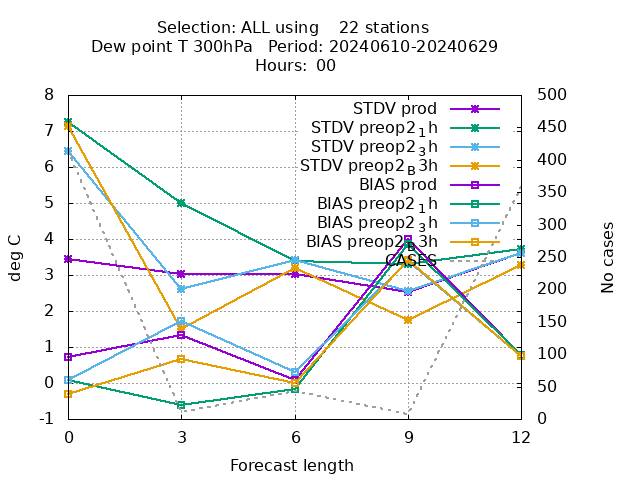 Selection: ALL using 22 stations
Dew point T 300hPa Period: 20240610-20240629
Hours: 00
8
7
6
5
4
3
2
1
0
-1
500
450
400
350
300
250
200
150
100
50
0
deg C
No cases
STDV prod
STDV preop2₁h
STDV preop2₃h
STDV preop2_B3h
BIAS prod
BIAS preop2₁h
BIAS preop2₃h
BIAS preop2_B3h
CASES
0 3 6 9 12
Forecast length